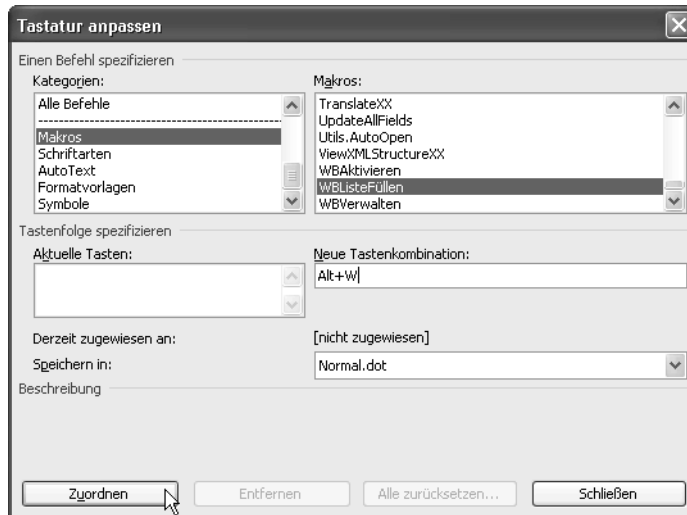 Tastatur anpassen
Einen Befehl spezifizieren
Kategorien:
Alle Befehle
Makros
Schriftarten
AutoText
Formatvorlagen
Symbole
Makros:
TranslateXX
UpdateAllFields
Utils.AutoOpen
ViewXMLStructureXX
WBAktivieren
WBListeFüllen
WBVerwalten
Tastenfolge spezifizieren
Aktuelle Tasten:
Neue Tastenkombination:
Alt+W
Derzeit zugewiesen an:
[nicht zugewiesen]
Speichern in:
Normal.dot
Beschreibung
Zuordnen
Entfernen
Alle zurücksetzen...
Schließen